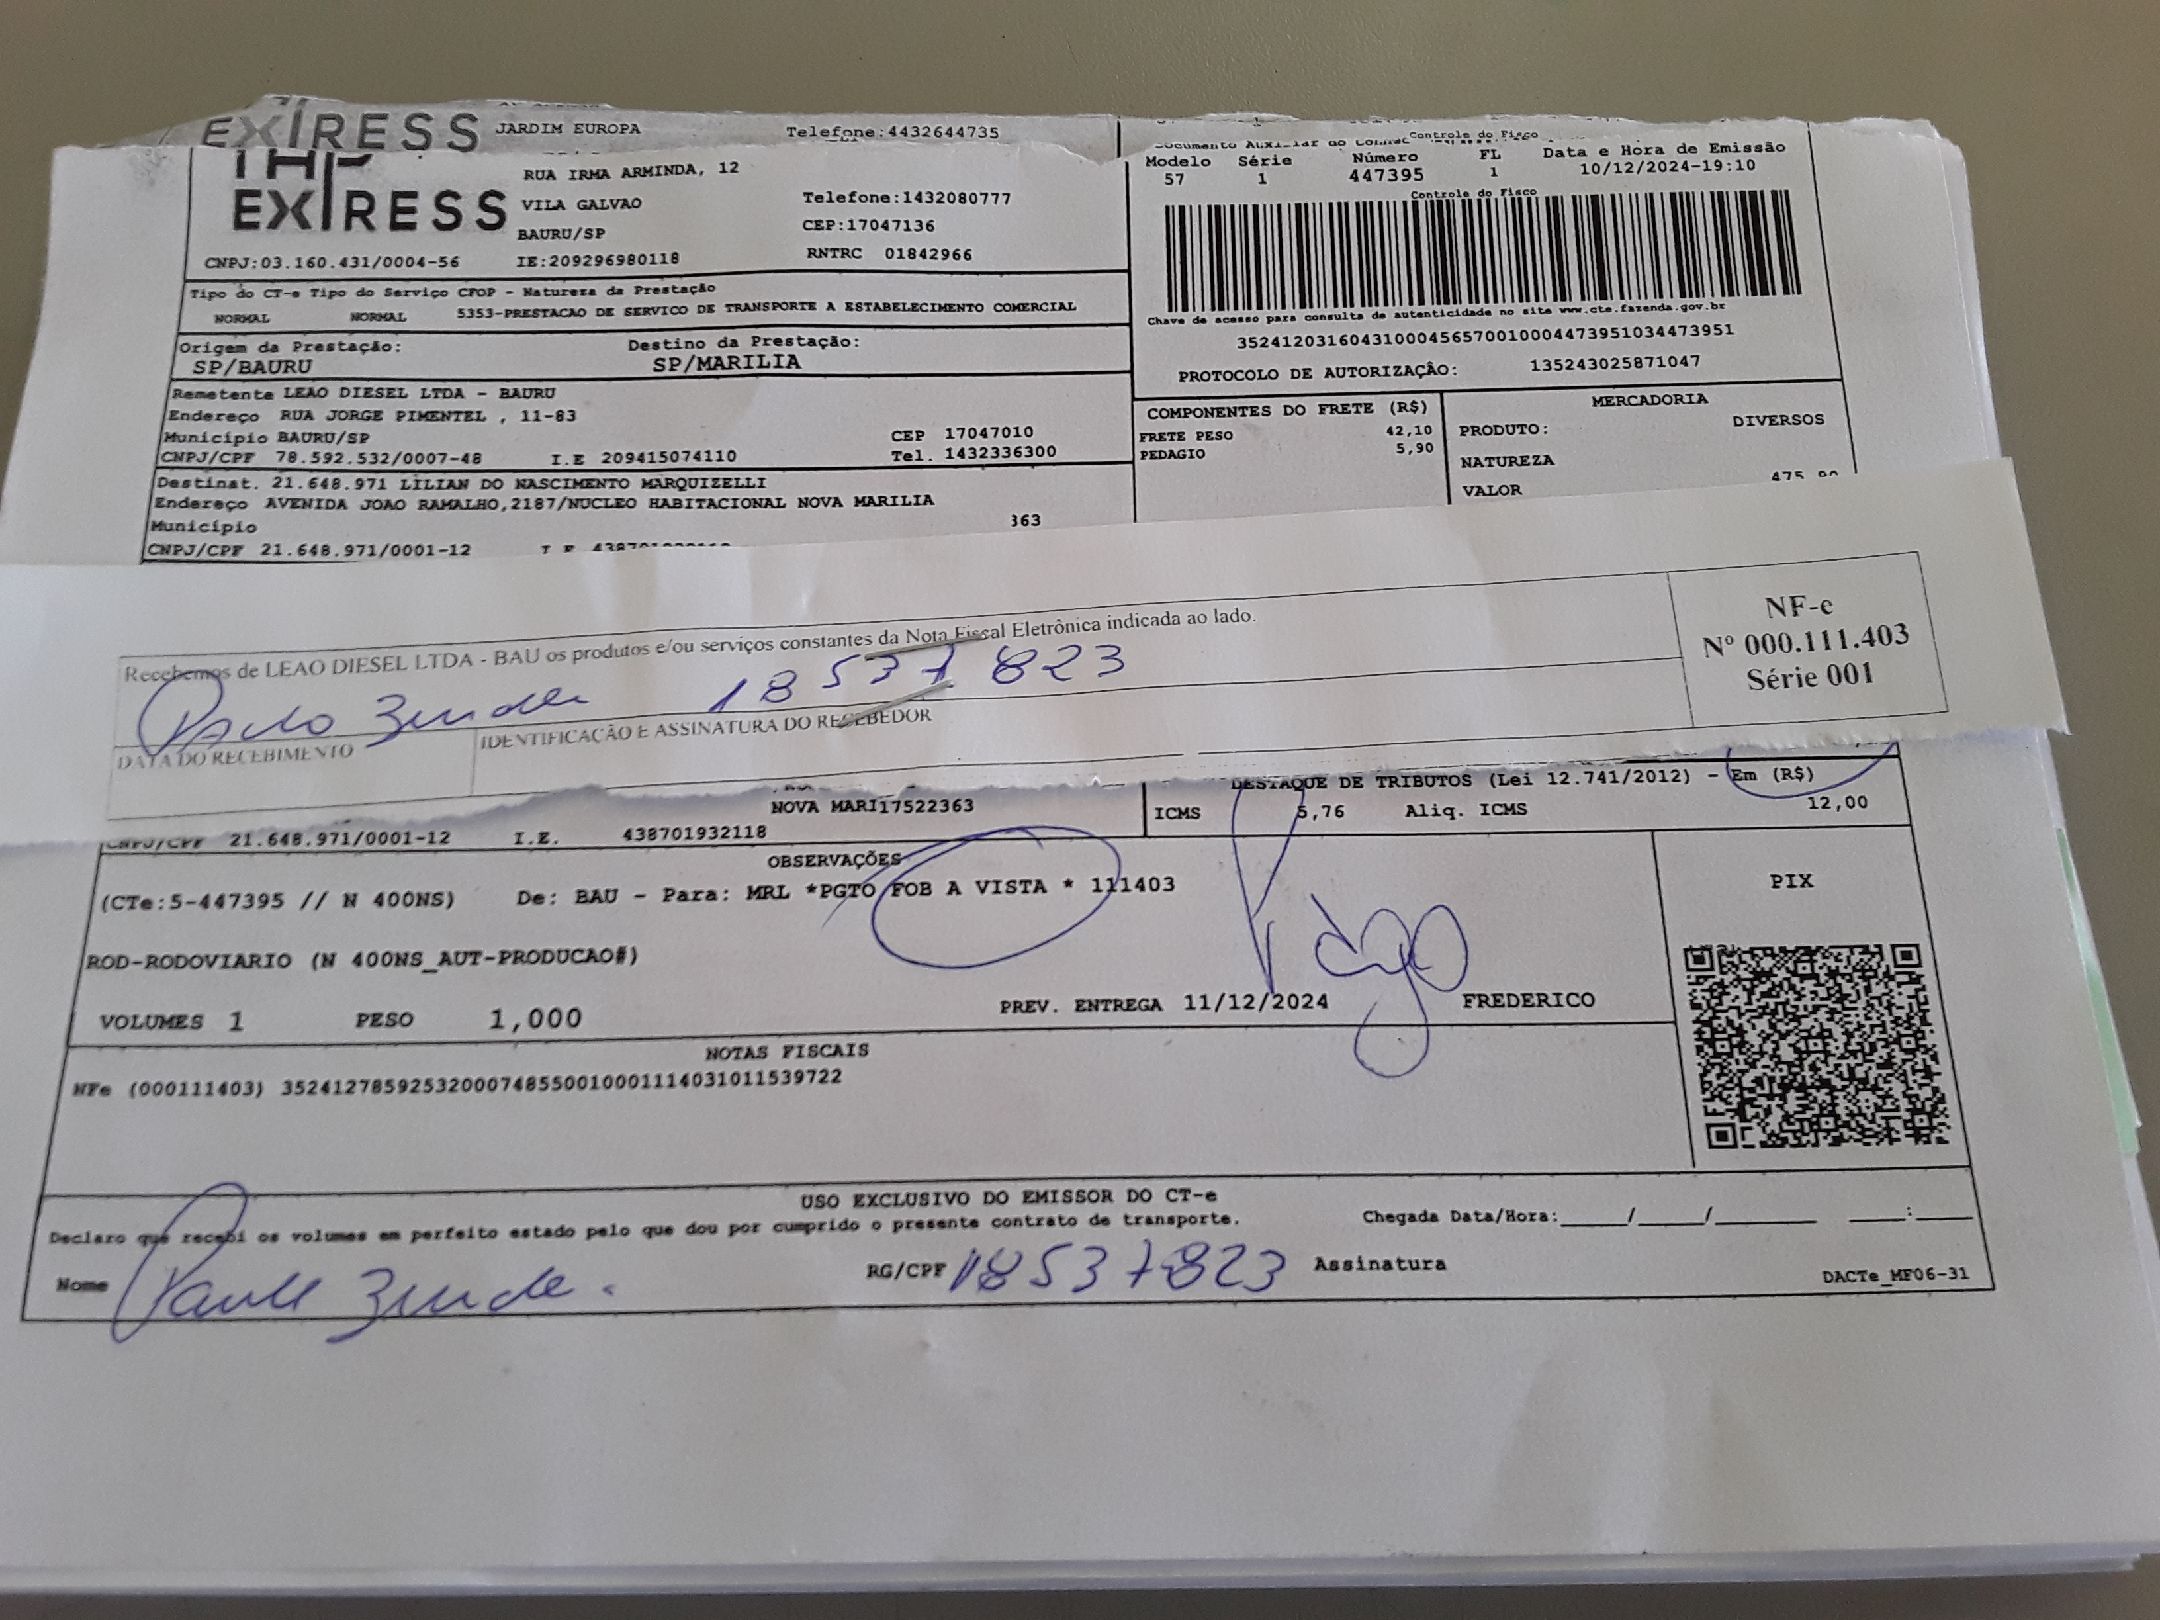 EXPRESS JARDIM EUROPA Telefone:4432644735
THF EXPRESS
RUA IRMA ARMINDA, 12
VILA GALVAO Telefone:1432080777
BAURU/SP CEP:17047136
CNPJ:03.160.431/0004-56 IE:209296980118 RNTRC 01842966
Controle do Fisco
Modelo Série Número FL Data e Hora de Emissão
57 1 447395 1 10/12/2024-19:10
Controle do Fisco
Chave de acesso para consulta de autenticidade no site www.cte.fazenda.gov.br
35241203160431000456570010004473951034473951
PROTOCOLO DE AUTORIZAÇÃO: 135243025871047
Tipo do CT-e Tipo do Serviço CFOP - Natureza da Prestação
NORMAL NORMAL 5353-PRESTACAO DE SERVICO DE TRANSPORTE A ESTABELECIMENTO COMERCIAL
Origem da Prestação: Destino da Prestação:
SP/BAURU SP/MARILIA
Remetente LEAO DIESEL LTDA - BAURU
Endereço RUA JORGE PIMENTEL , 11-83
Município BAURU/SP CEP 17047010
CNPJ/CPF 78.592.532/0007-48 I.E 209415074110 Tel. 1432336300
COMPONENTES DO FRETE (R$)
FRETE PESO 42,10
PEDAGIO 5,90
MERCADORIA
PRODUTO: DIVERSOS
NATUREZA
VALOR
Destinat. 21.648.971 LILIAN DO NASCIMENTO MARQUIZELLI
Endereço AVENIDA JOAO RAMALHO,2187/NUCLEO HABITACIONAL NOVA MARILIA
Município 363
CNPJ/CPF 21.648.971/0001-12
Recebemos de LEAO DIESEL LTDA - BAU os produtos e/ou serviços constantes da Nota Fiscal Eletrônica indicada ao lado.
18537823
DATA DO RECEBIMENTO IDENTIFICAÇÃO E ASSINATURA DO RECEBEDOR
NF-e
Nº 000.111.403
Série 001
NOVA MARI17522363
CNPJ/CPF 21.648.971/0001-12 I.E. 438701932118
DESTAQUE DE TRIBUTOS (Lei 12.741/2012) - Em (R$)
ICMS 5,76 Aliq. ICMS 12,00
OBSERVAÇÕES
(CTe:5-447395 // N 400NS) De: BAU - Para: MRL *PGTO FOB A VISTA * 111403
Pago
ROD-RODOVIARIO (N 400NS_AUT-PRODUCAO#)
VOLUMES 1 PESO 1,000 PREV. ENTREGA 11/12/2024 FREDERICO
PIX
NOTAS FISCAIS
NFe (000111403) 35241278592532000748550010001114031011539722
USO EXCLUSIVO DO EMISSOR DO CT-e
Declaro que recebi os volumes em perfeito estado pelo que dou por cumprido o presente contrato de transporte. Chegada Data/Hora:_____/_____/________ ____:_____
Nome RG/CPF 18537823 Assinatura
DACTe_MF06-31